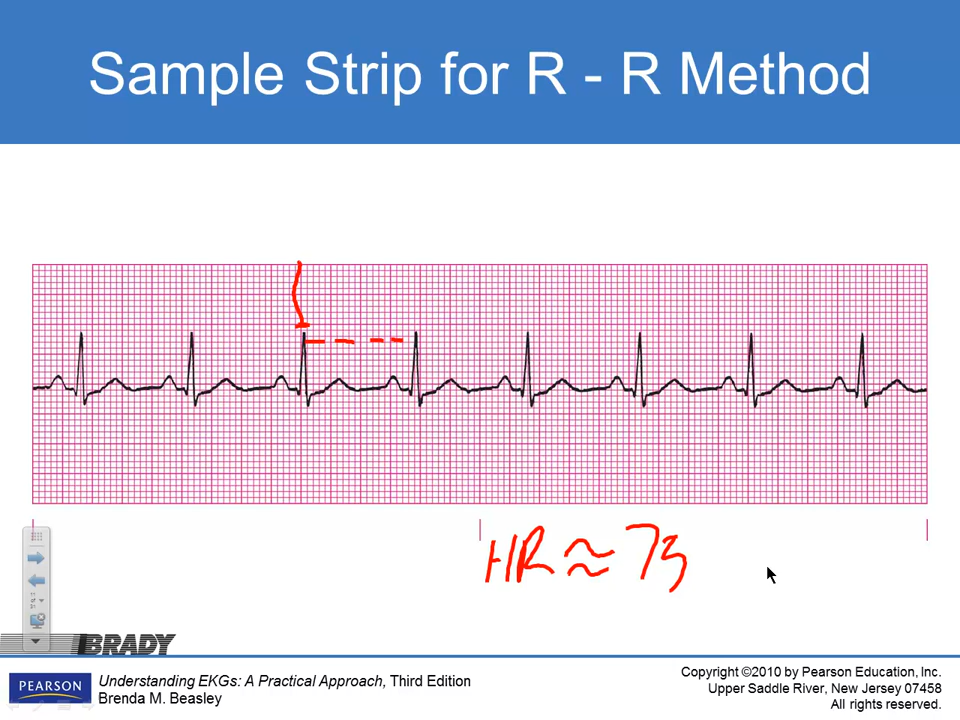 Sample Strip for R - R Method
HR ≈ 73
BRADY
PEARSON
Understanding EKGs: A Practical Approach, Third Edition
Brenda M. Beasley
Copyright ©2010 by Pearson Education, Inc.
Upper Saddle River, New Jersey 07458
All rights reserved.